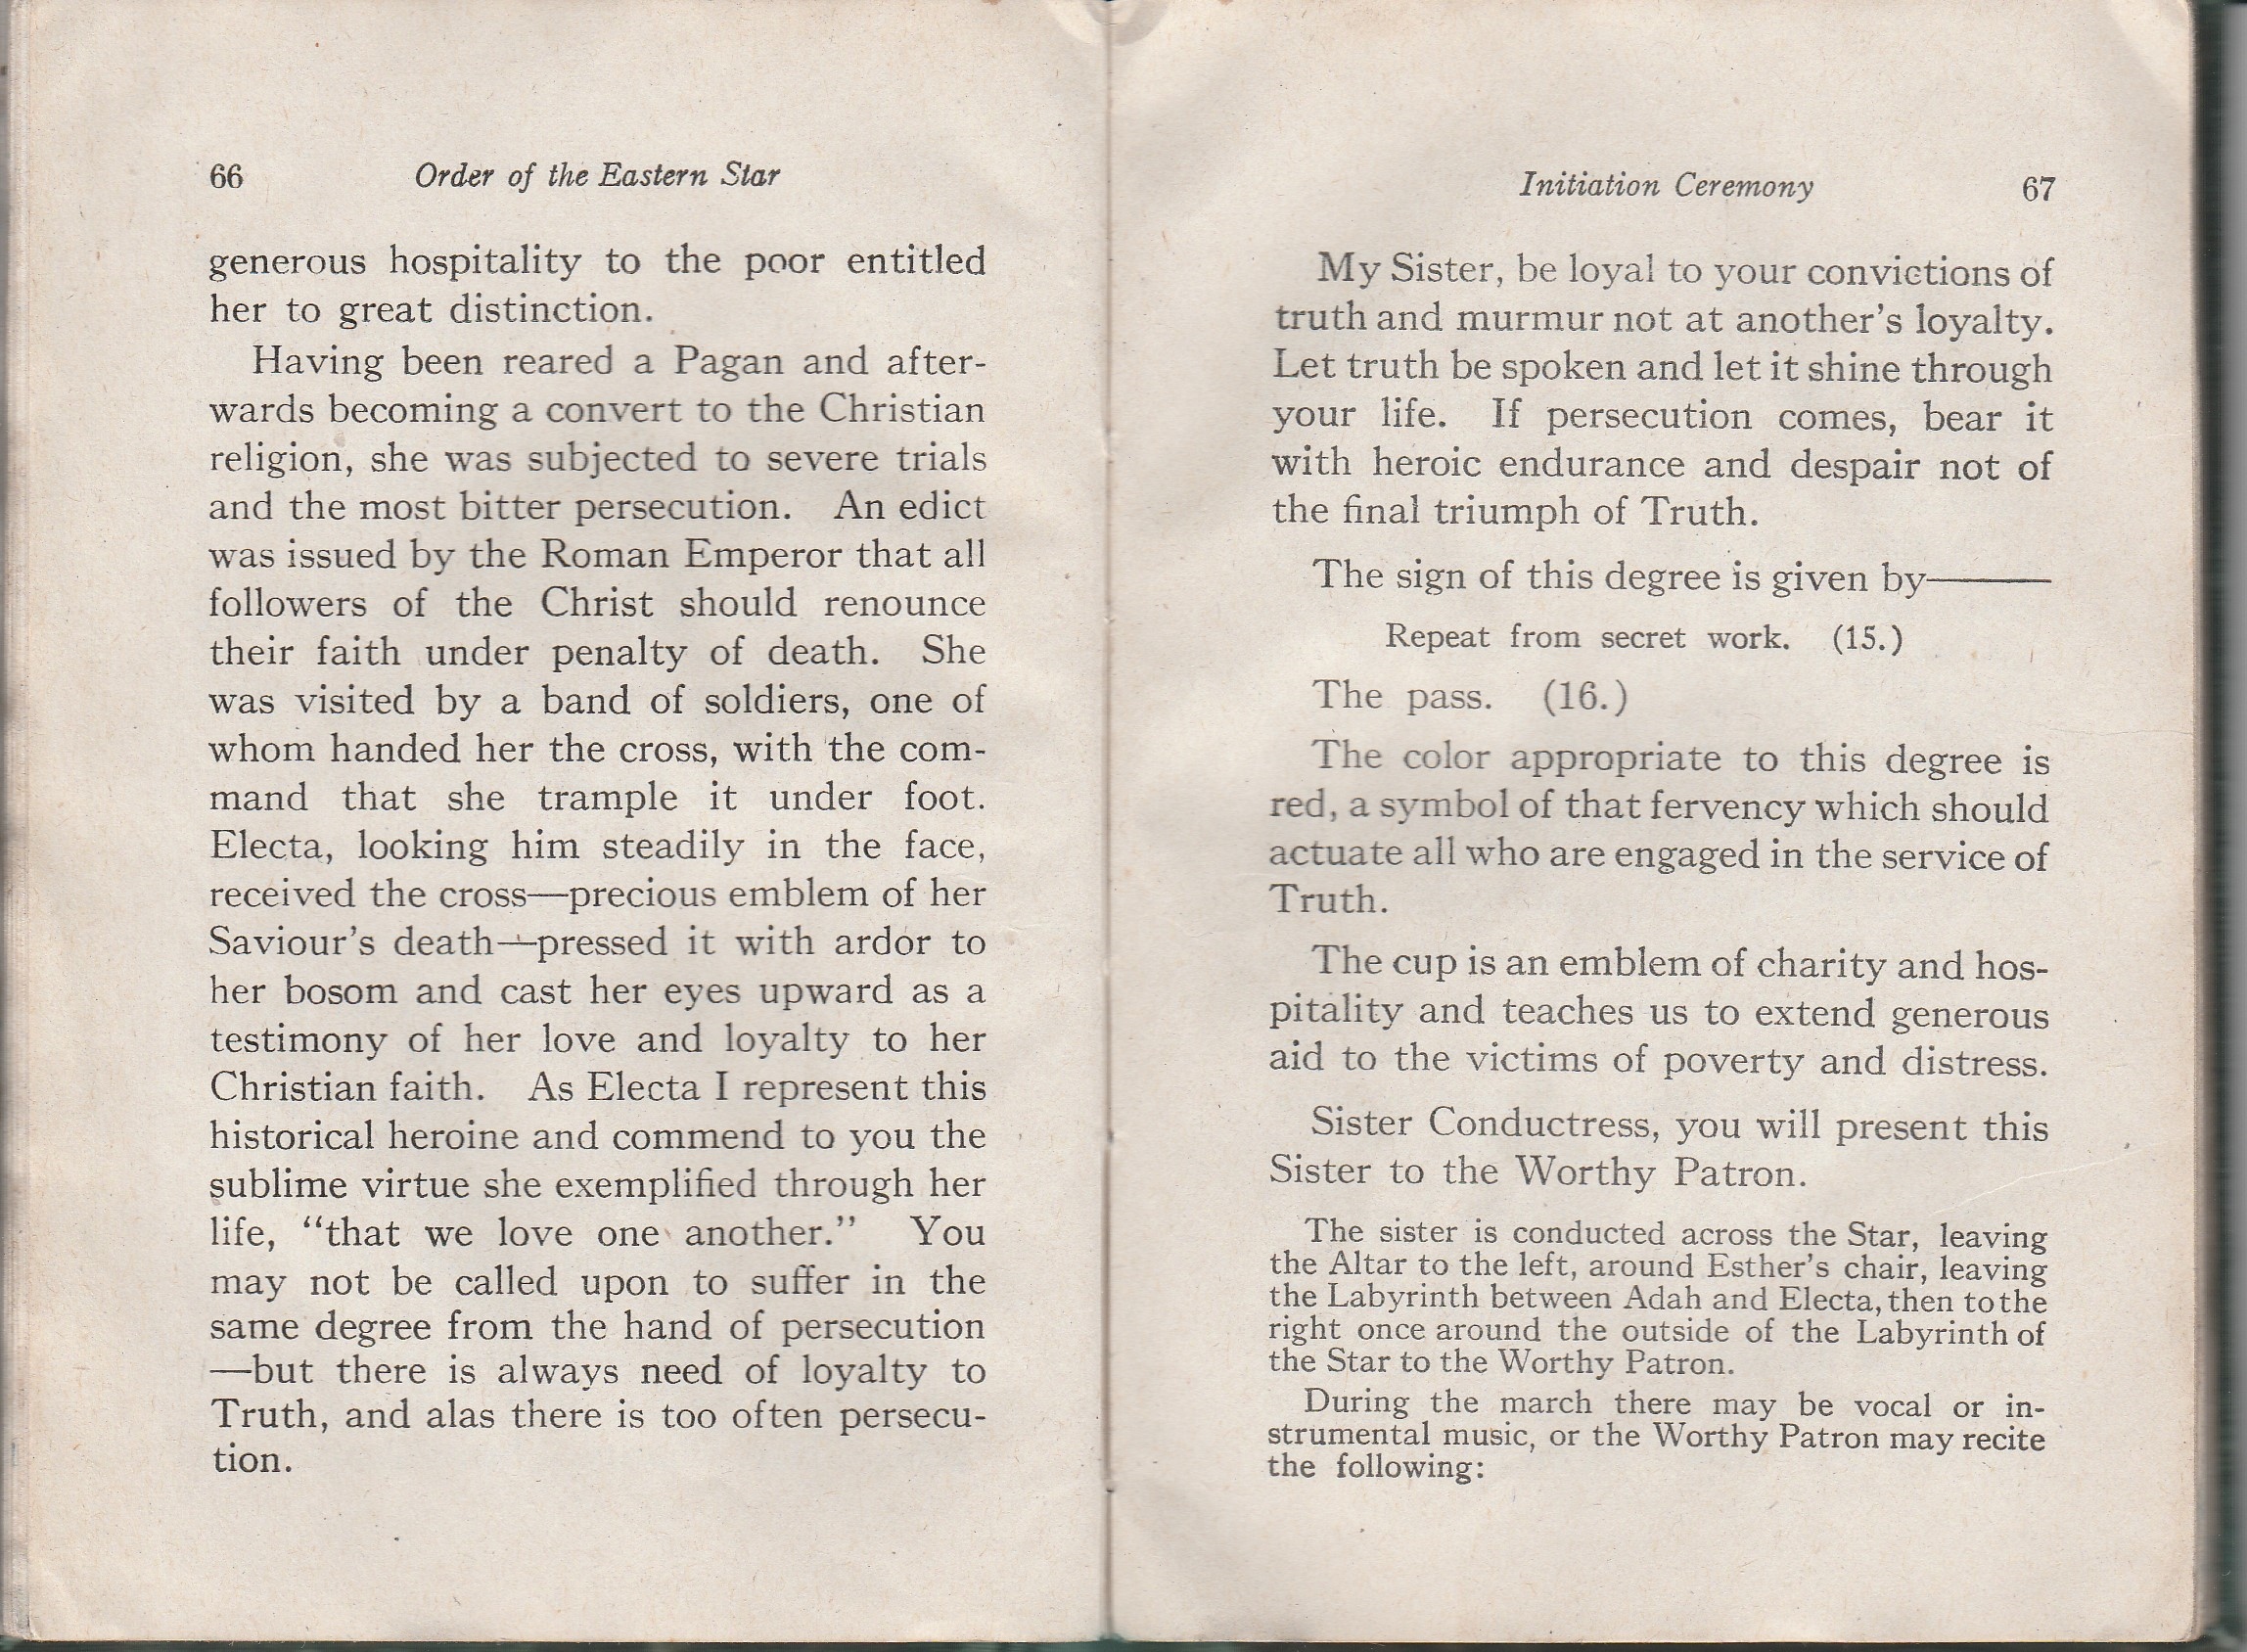 66 Order of the Eastern Star
generous hospitality to the poor entitled
her to great distinction.
Having been reared a Pagan and after-
wards becoming a convert to the Christian
religion, she was subjected to severe trials
and the most bitter persecution. An edict
was issued by the Roman Emperor that all
followers of the Christ should renounce
their faith under penalty of death. She
was visited by a band of soldiers, one of
whom handed her the cross, with the com-
mand that she trample it under foot.
Electa, looking him steadily in the face,
received the cross—precious emblem of her
Saviour's death—pressed it with ardor to
her bosom and cast her eyes upward as a
testimony of her love and loyalty to her
Christian faith. As Electa I represent this
historical heroine and commend to you the
sublime virtue she exemplified through her
life, “that we love one another.” You
may not be called upon to suffer in the
same degree from the hand of persecution
—but there is always need of loyalty to
Truth, and alas there is too often persecu-
tion.
Initiation Ceremony 67
My Sister, be loyal to your convictions of
truth and murmur not at another's loyalty.
Let truth be spoken and let it shine through
your life. If persecution comes, bear it
with heroic endurance and despair not of
the final triumph of Truth.
The sign of this degree is given by———
Repeat from secret work. (15.)
The pass. (16.)
The color appropriate to this degree is
red, a symbol of that fervency which should
actuate all who are engaged in the service of
Truth.
The cup is an emblem of charity and hos-
pitality and teaches us to extend generous
aid to the victims of poverty and distress.
Sister Conductress, you will present this
Sister to the Worthy Patron.
The sister is conducted across the Star, leaving
the Altar to the left, around Esther's chair, leaving
the Labyrinth between Adah and Electa, then to the
right once around the outside of the Labyrinth of
the Star to the Worthy Patron.
During the march there may be vocal or in-
strumental music, or the Worthy Patron may recite
the following: